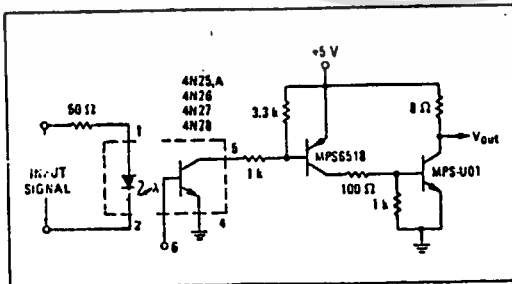 +5 V
4N25,A
4N26
4N27
4N28
50 Ω
3.3 k
8 Ω
1
5
V out
MPS6518
MPS-U01
INPUT
SIGNAL
λ
1 k
100 Ω
1 k
2
4
6